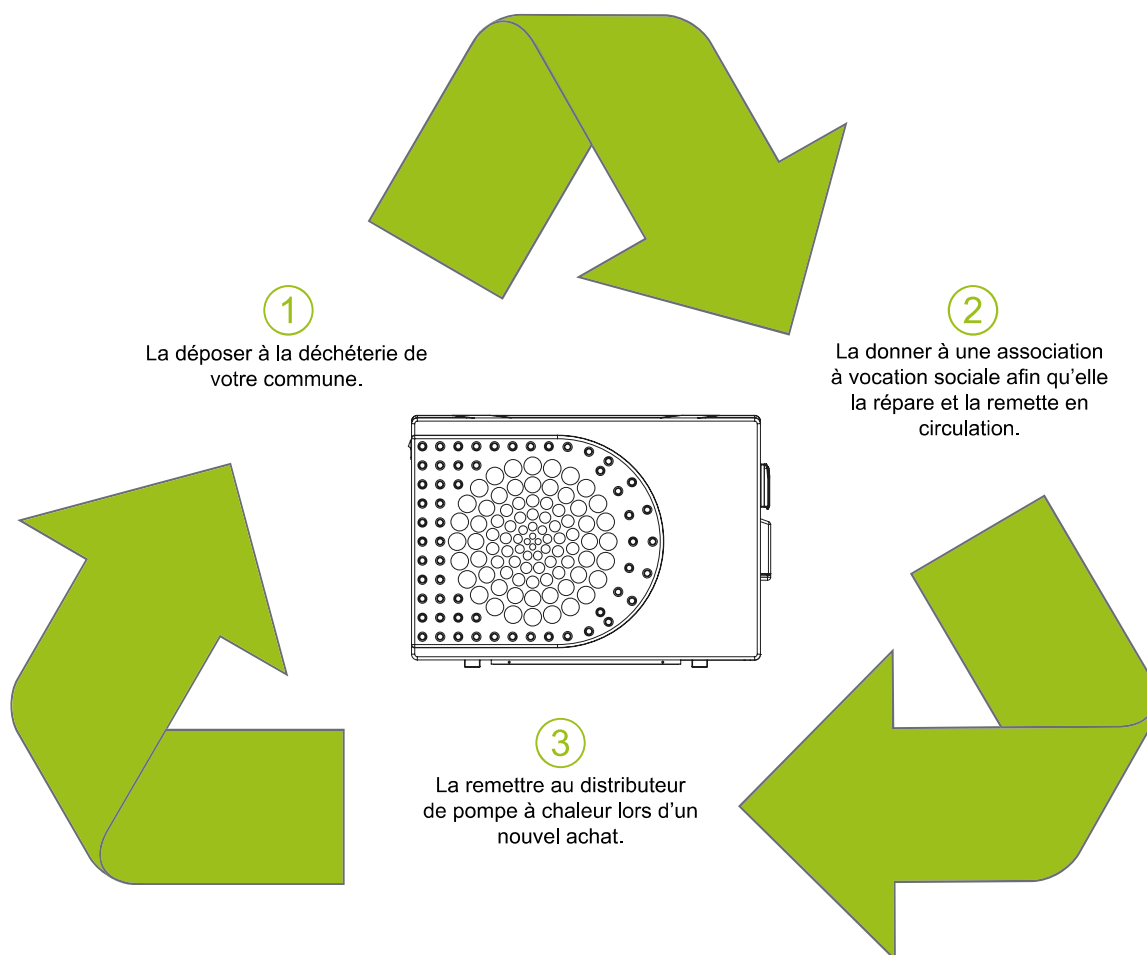 1
La déposer à la déchéterie de
votre commune.
2
La donner à une association
à vocation sociale afin qu'elle
la répare et la remette en
circulation.
3
La remettre au distributeur
de pompe à chaleur lors d'un
nouvel achat.